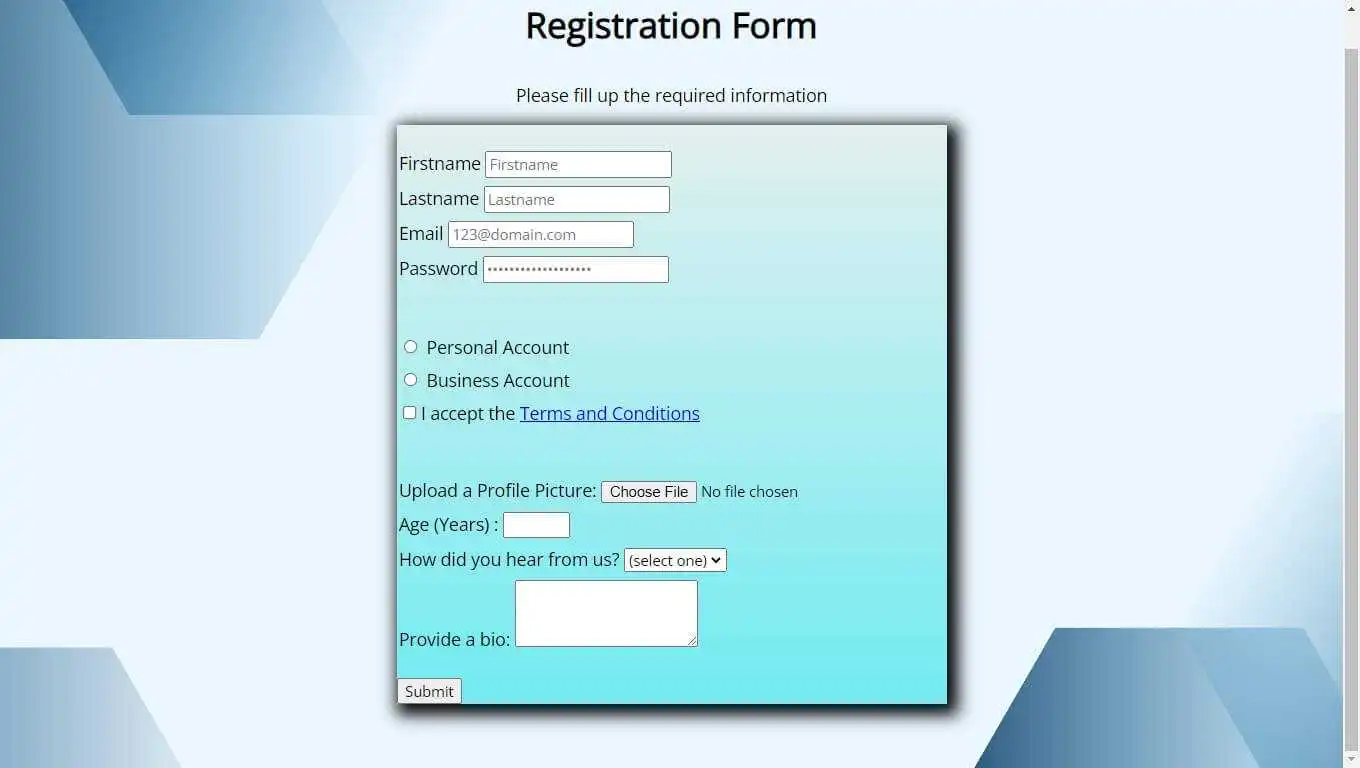 Registration Form
Please fill up the required information
Firstname Firstname
Lastname Lastname
Email 123@domain.com
Password •••••••••••••••••••
Personal Account
Business Account
I accept the Terms and Conditions
Upload a Profile Picture: Choose File No file chosen
Age (Years) :
How did you hear from us? (select one)
Provide a bio:
Submit